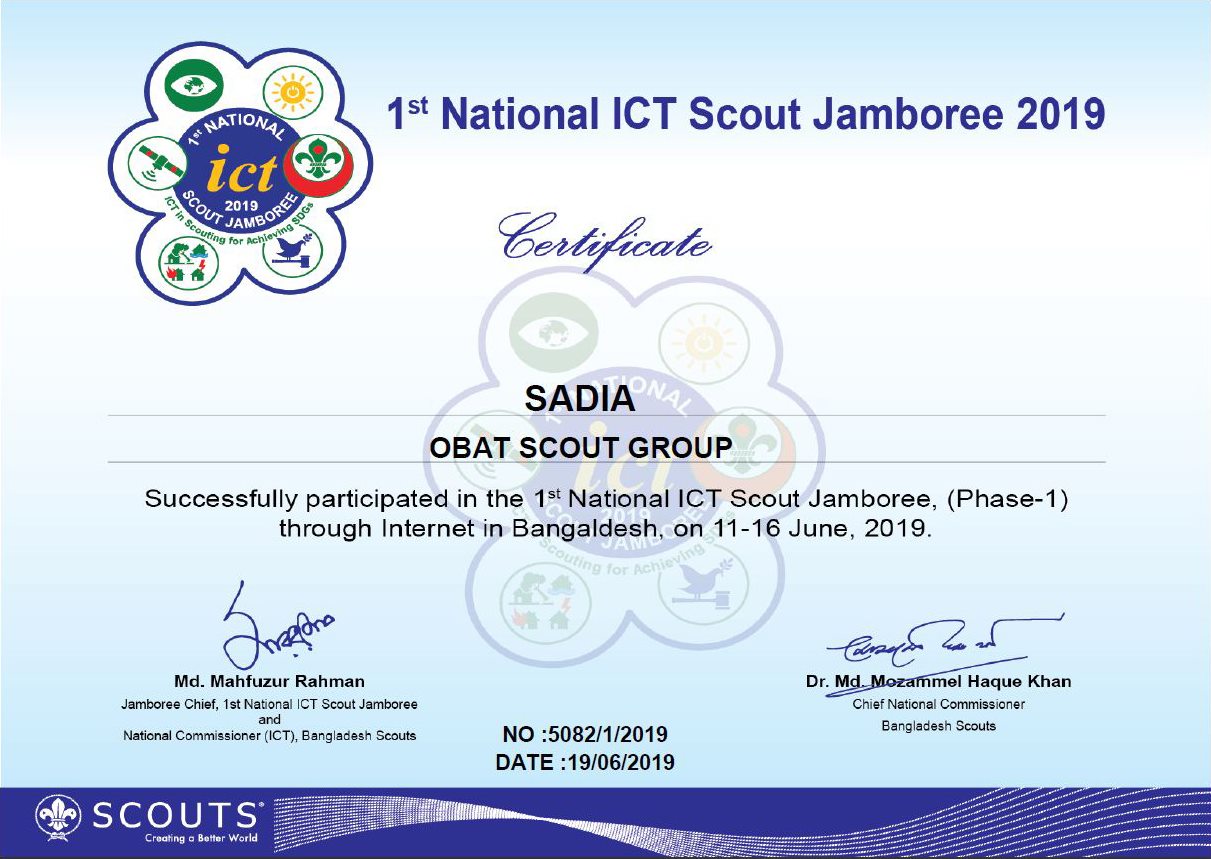 1st NATIONAL
ict
2019
SCOUT JAMBOREE
ICT in Scouting for Achieving SDGs
1st National ICT Scout Jamboree 2019
Certificate
SADIA
OBAT SCOUT GROUP
Successfully participated in the 1st National ICT Scout Jamboree, (Phase-1)
through Internet in Bangaldesh, on 11-16 June, 2019.
Md. Mahfuzur Rahman
Jamboree Chief, 1st National ICT Scout Jamboree
and
National Commissioner (ICT), Bangladesh Scouts
Dr. Md. Mozammel Haque Khan
Chief National Commissioner
Bangladesh Scouts
NO :5082/1/2019
DATE :19/06/2019
SCOUTS®
Creating a Better World